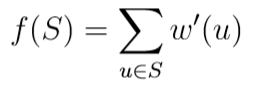 f(S) = ∑_{u∈S} w′(u)